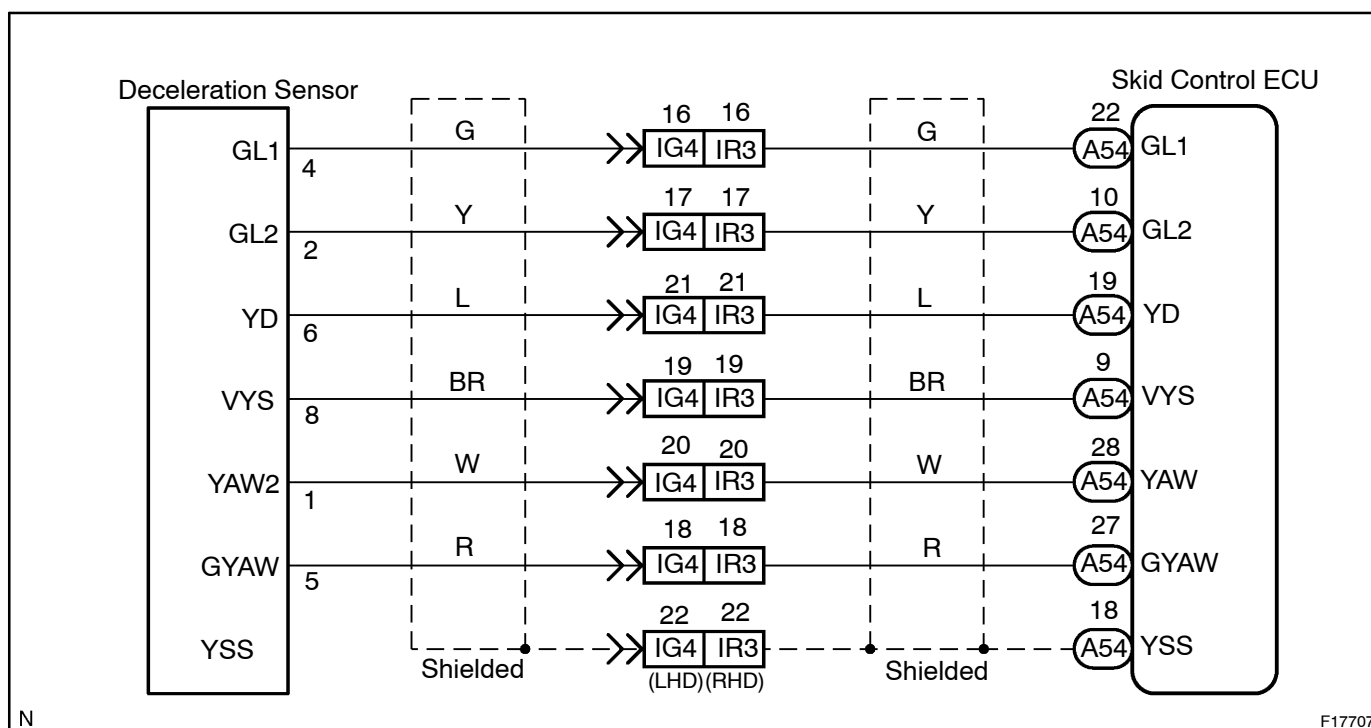 Deceleration Sensor
Skid Control ECU
GL1 4 G 16 16 IG4 IR3 G 22 A54 GL1
GL2 2 Y 17 17 IG4 IR3 Y 10 A54 GL2
YD 6 L 21 21 IG4 IR3 L 19 A54 YD
VYS 8 BR 19 19 IG4 IR3 BR 9 A54 VYS
YAW2 1 W 20 20 IG4 IR3 W 28 A54 YAW
GYAW 5 R 18 18 IG4 IR3 R 27 A54 GYAW
YSS 22 22 IG4 IR3 18 A54 YSS
Shielded (LHD) (RHD) Shielded
N
F17707